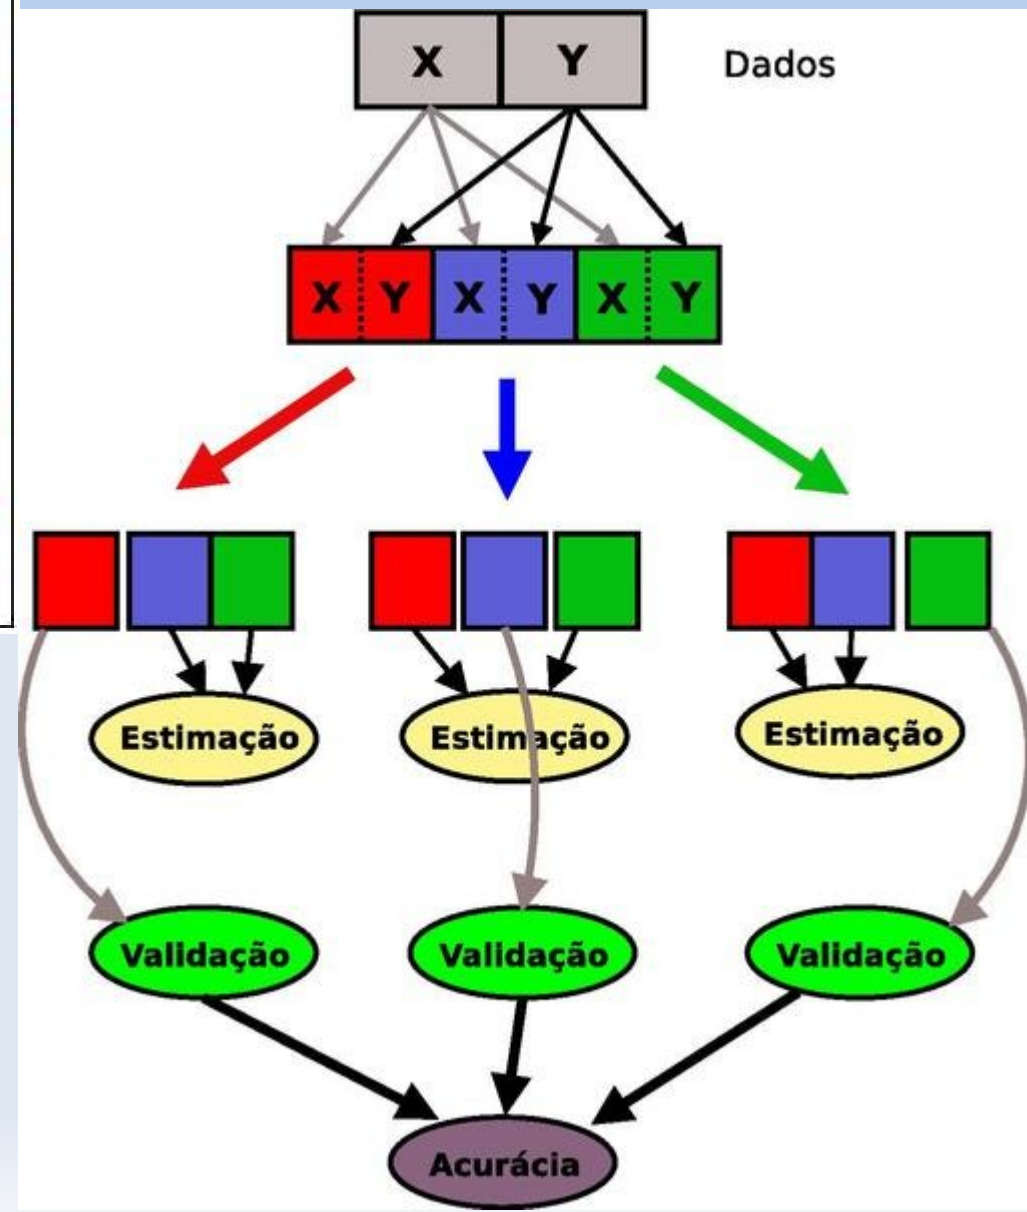 X Y Dados
X Y X Y X Y
Estimação Estimação Estimação
Validação Validação Validação
Acurácia